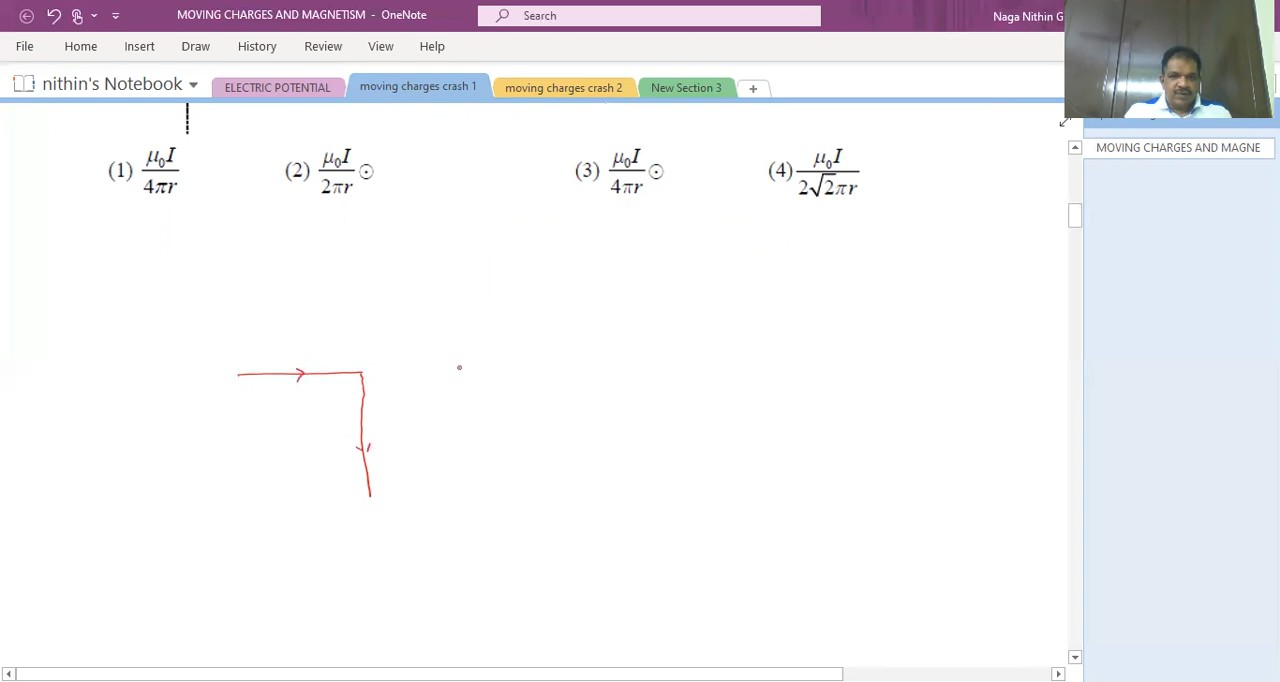 MOVING CHARGES AND MAGNETISM - OneNote
Search
Naga Nithin G
File Home Insert Draw History Review View Help
nithin's Notebook
ELECTRIC POTENTIAL
moving charges crash 1
moving charges crash 2
New Section 3
+
MOVING CHARGES AND MAGNE
(1) μ₀I/4πr (2) μ₀I/2πr ⊙ (3) μ₀I/4πr ⊙ (4) μ₀I/2√2πr